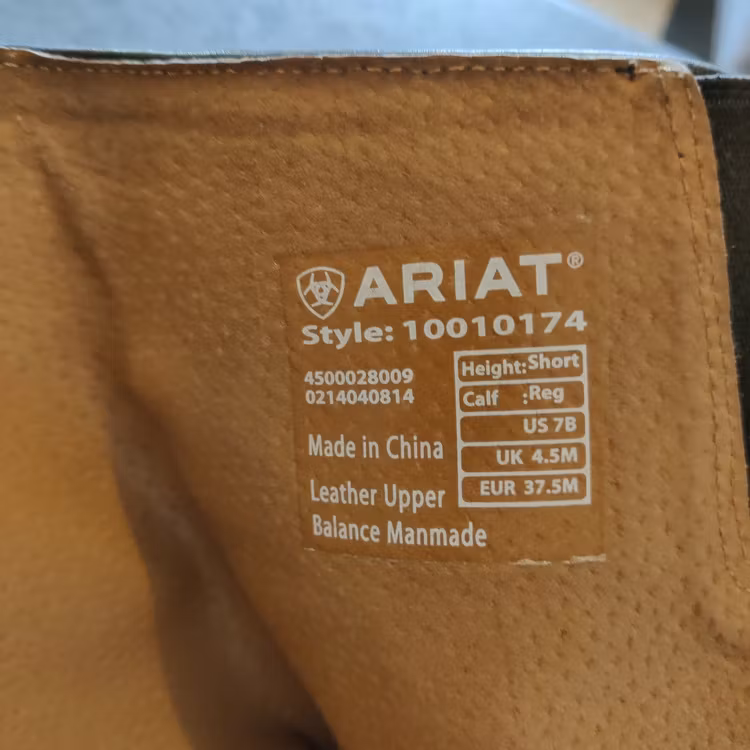 ARIAT®
Style: 10010174
4500028009
0214040814
Height: Short
Calf : Reg
US 7B
UK 4.5M
EUR 37.5M
Made in China
Leather Upper
Balance Manmade